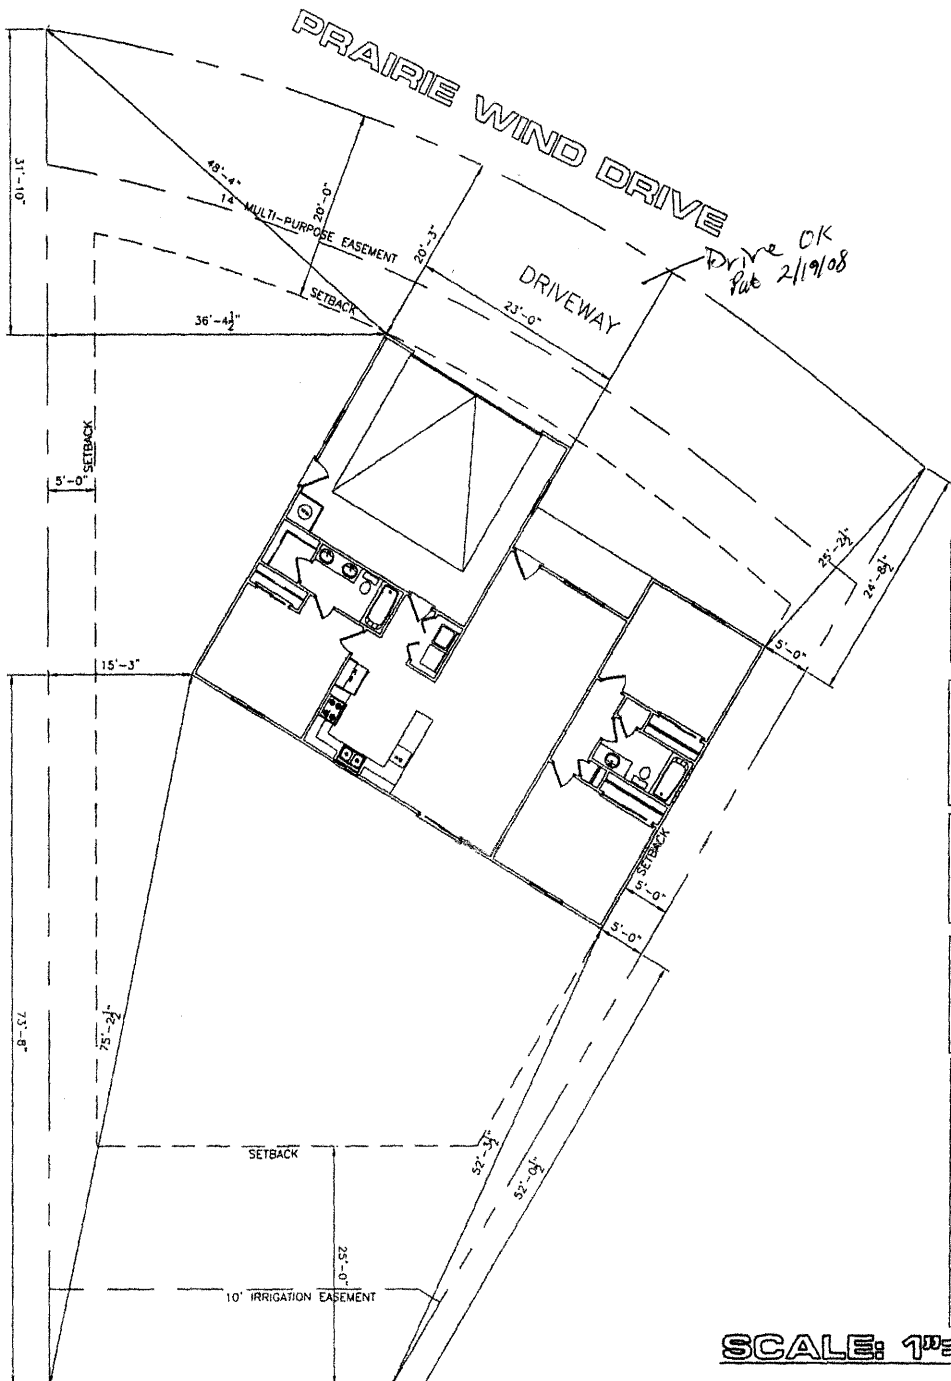 PRAIRIE WIND DRIVE
31'-10"
48'-4"
14' MULTI-PURPOSE EASEMENT
20'-0"
20'-3"
Drive OK
2/19/08
DRIVEWAY
23'-0"
SETBACK
36'-4½"
SETBACK
5'-0"
25'-2½"
24'-8½"
5'-0"
15'-3"
SETBACK
5'-0"
5'-0"
73'-8"
75'-2½"
SETBACK
52'-3½"
52'-0½"
25'-0"
10' IRRIGATION EASEMENT
SCALE: 1"=